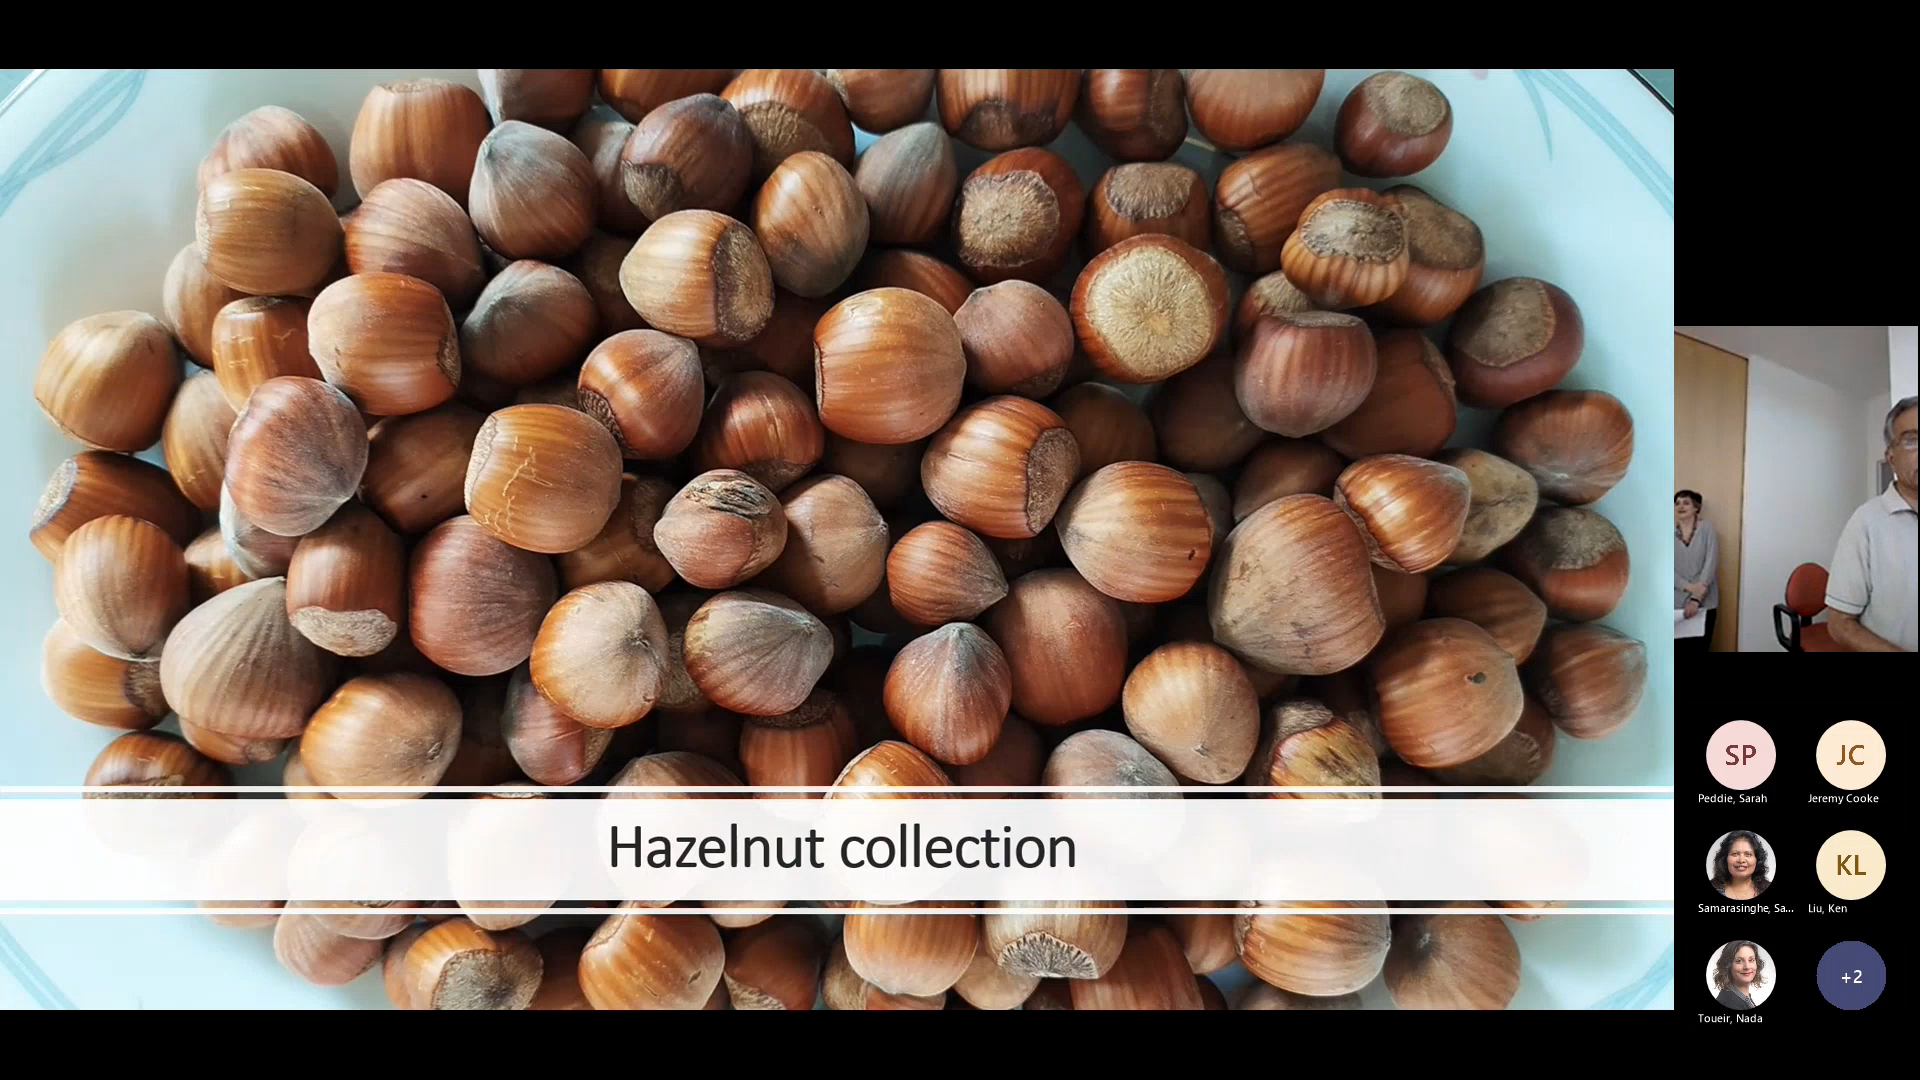 Hazelnut collection
SP
JC
Peddie, Sarah
Jeremy Cooke
KL
Samarasinghe, Sa...
Liu, Ken
+2
Toueir, Nada